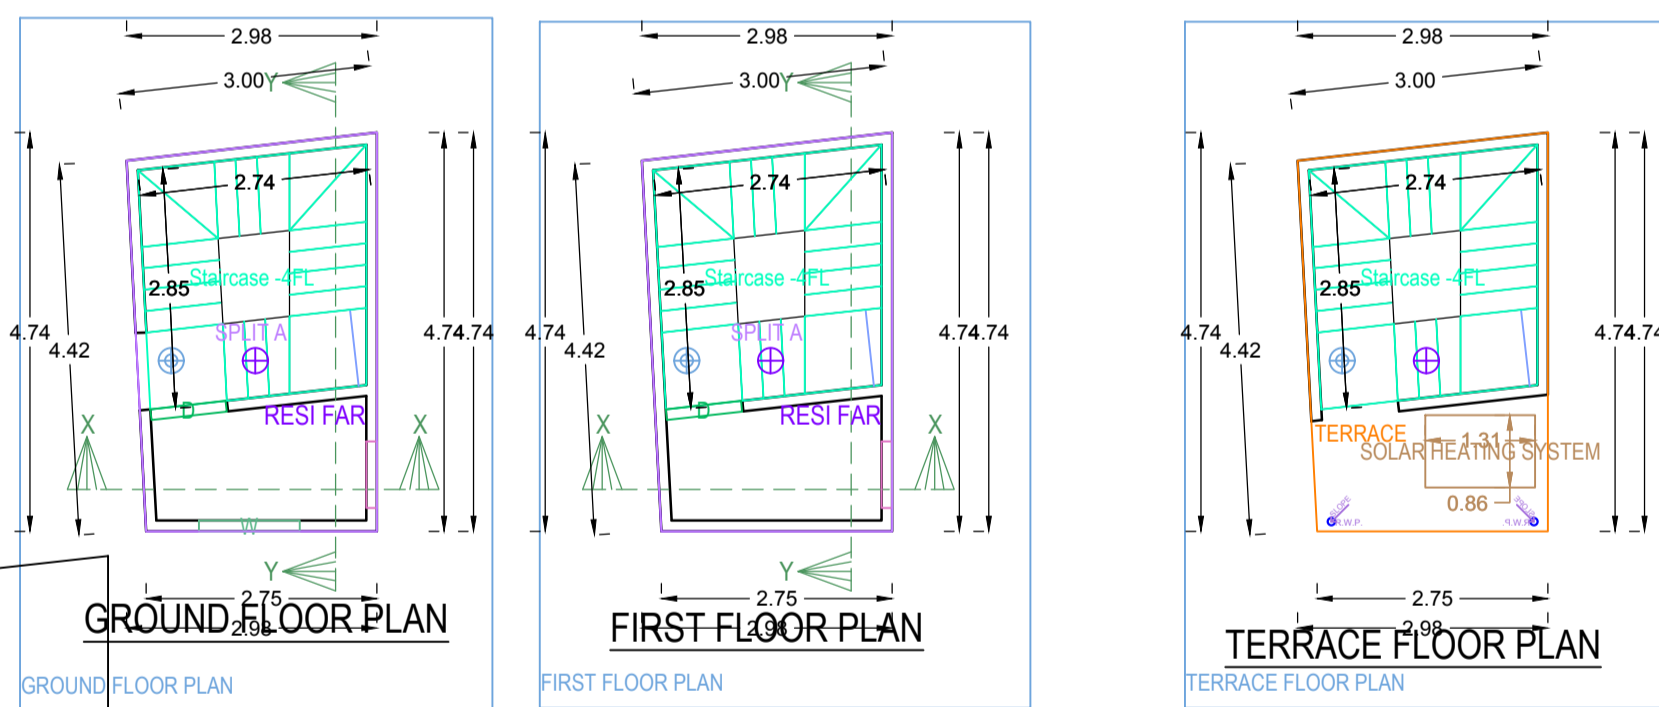 2.98
3.00
Y
2.74
Staircase -4FL
2.85
4.74
4.42
SPLIT A
4.74
4.74
D
RESI FAR
X
X
W
Y
2.75
GROUND FLOOR PLAN
2.98
GROUND FLOOR PLAN
2.98
3.00
Y
2.74
Staircase -4FL
2.85
4.74
4.42
SPLIT A
4.74
4.74
D
RESI FAR
X
X
Y
2.75
FIRST FLOOR PLAN
2.98
FIRST FLOOR PLAN
2.98
3.00
2.74
Staircase -4FL
2.85
4.74
4.42
4.74
4.74
TERRACE
1.31
SOLAR HEATING SYSTEM
0.86
SLOPE
R.W.P.
SLOPE
R.W.P.
2.75
2.98
TERRACE FLOOR PLAN
TERRACE FLOOR PLAN